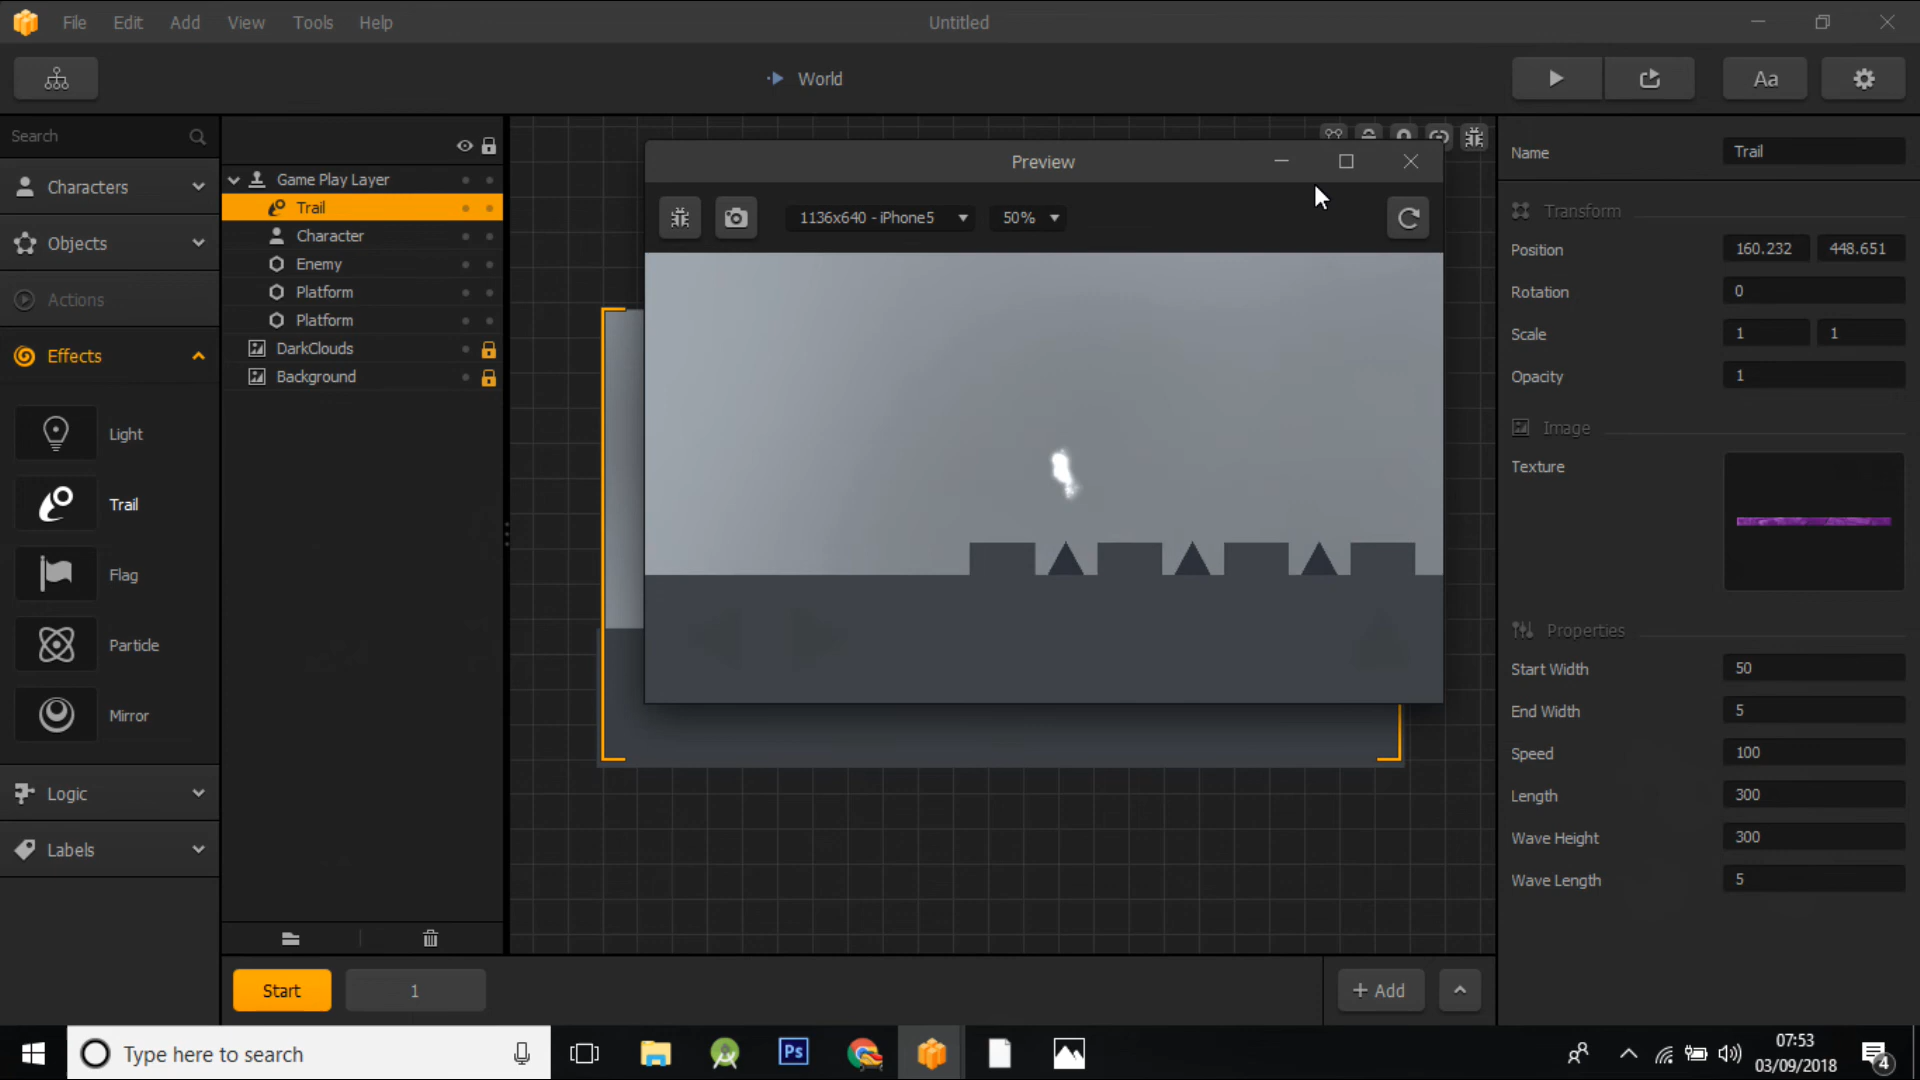 File Edit Add View Tools Help
Untitled
World
Aa
Search
Characters
Objects
Actions
Effects
Light
Trail
Flag
Particle
Mirror
Logic
Labels
Game Play Layer
Trail
Character
Enemy
Platform
Platform
DarkClouds
Background
Preview
1136x640 - iPhone5
50%
Name Trail
Transform
Position 160.232 448.651
Rotation 0
Scale 1 1
Opacity 1
Image
Texture
Properties
Start Width 50
End Width 5
Speed 100
Length 300
Wave Height 300
Wave Length 5
Start 1
+ Add
Type here to search
Ps
07:53
03/09/2018
4